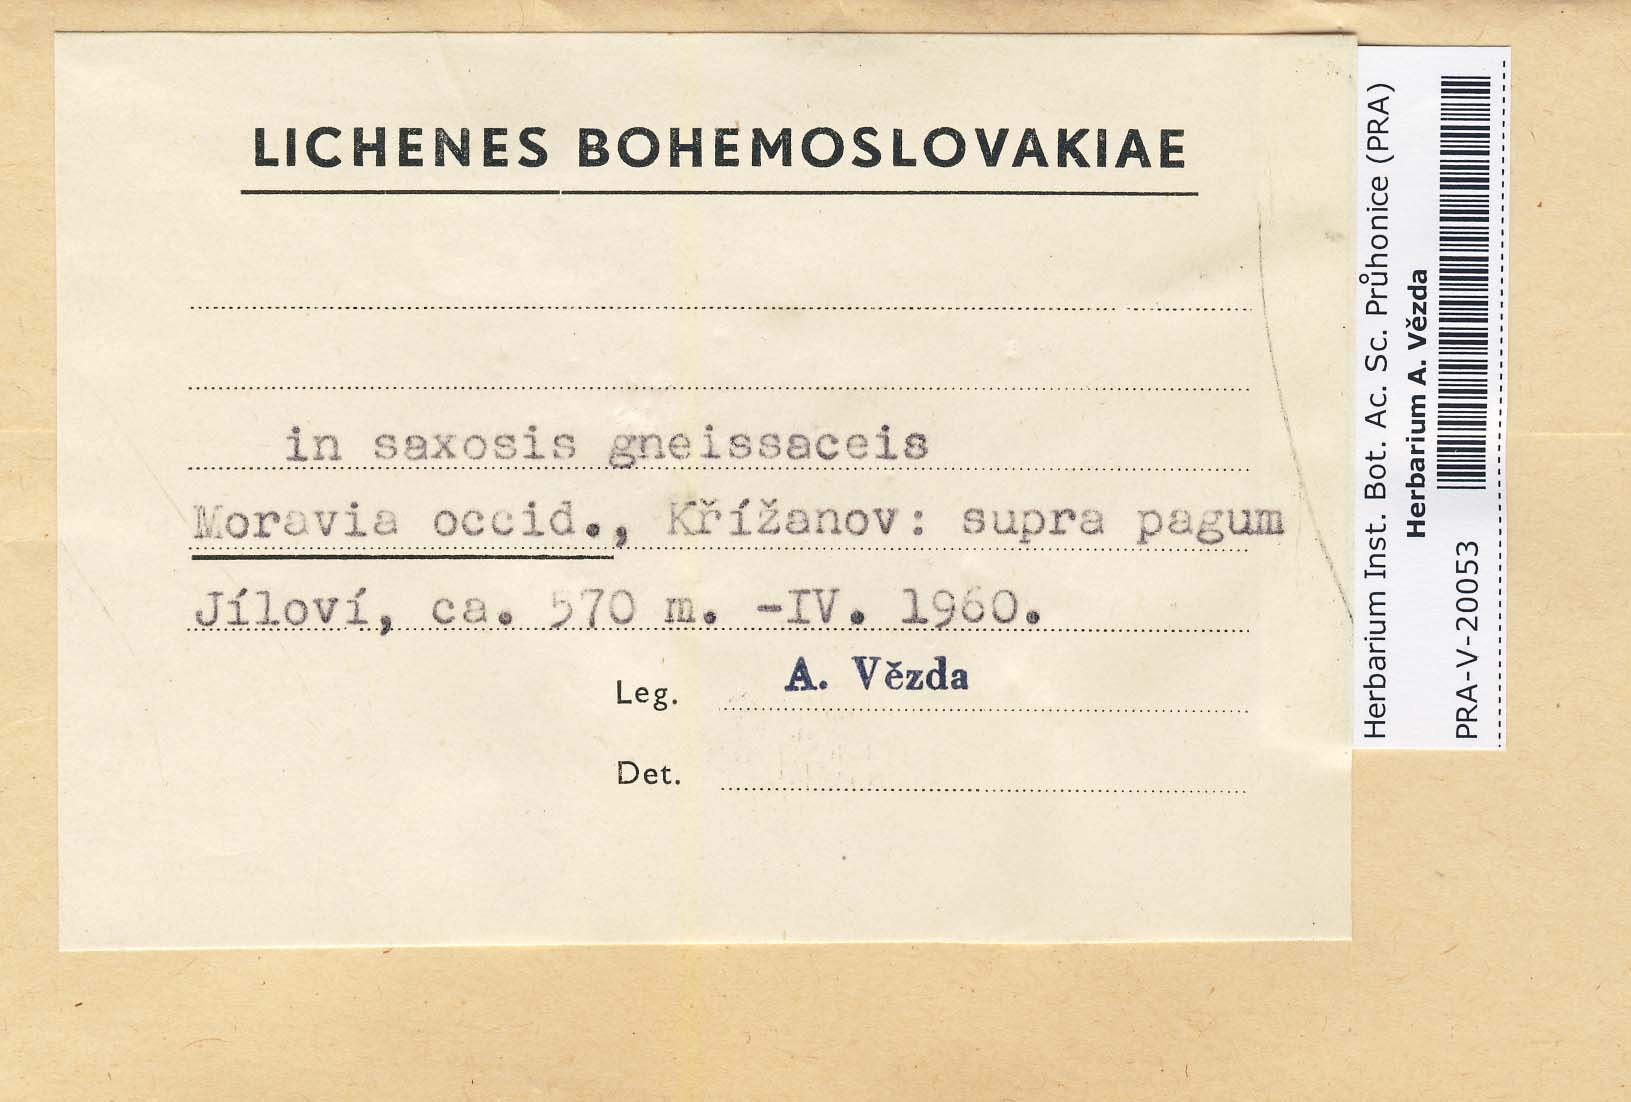 LICHENES BOHEMOSLOVAKIAE
in saxosis gneissaceis
Moravia occid., Křížanov: supra pagum
Jíloví, ca. 570 m. -IV. 1960.
Leg. A. Vězda
Det.
Herbarium Inst. Bot. Ac. Sc. Průhonice (PRA)
Herbarium A. Vězda
PRA-V-20053